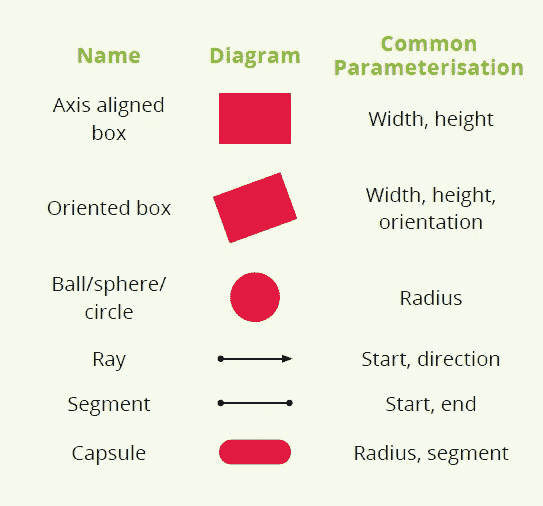 Name
Diagram
Common
Parameterisation
Axis aligned
box
Width, height
Oriented box
Width, height,
orientation
Ball/sphere/
circle
Radius
Ray
Start, direction
Segment
Start, end
Capsule
Radius, segment